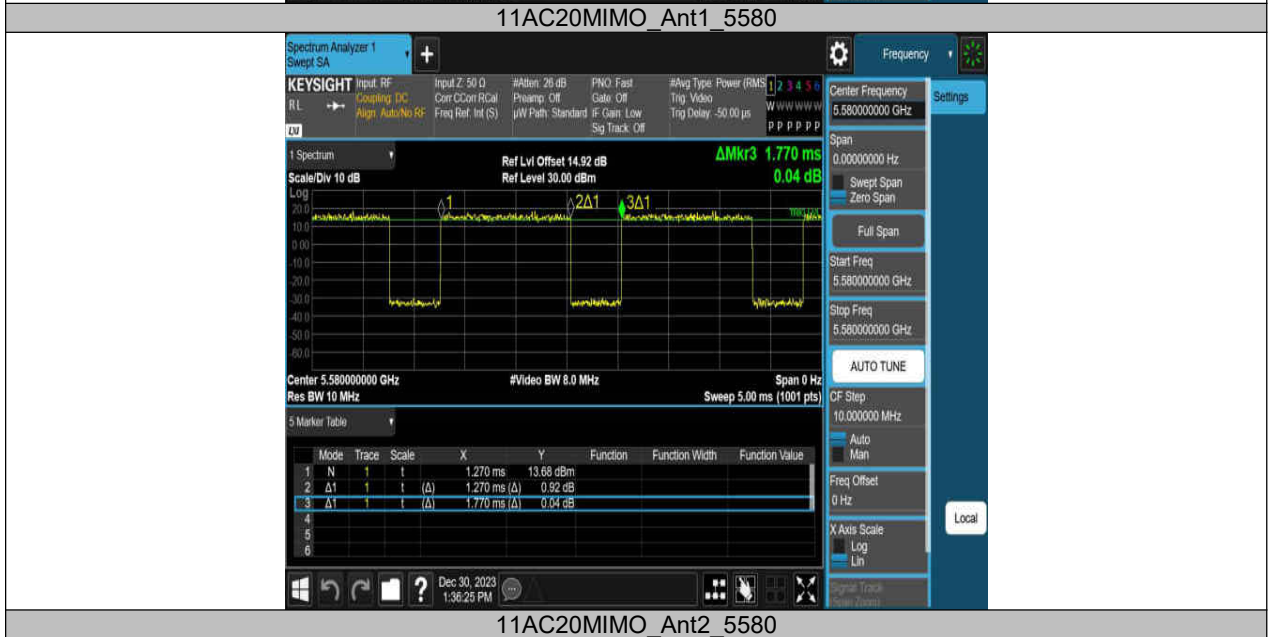 11AC20MIMO_Ant1_5580
Spectrum Analyzer 1
Swept SA
+
Frequency
KEYSIGHT
RL
Input: RF
Coupling: DC
Align: Auto/No RF
Input Z: 50 Ω
Corr CCorr RCal
Freq Ref: Int (S)
#Atten: 26 dB
Preamp: Off
µW Path: Standard
PNO: Fast
Gate: Off
IF Gain: Low
Sig Track: Off
#Avg Type: Power (RMS
Trig: Video
Trig Delay: -50.00 µs
1 2 3 4 5 6
W W W W W W
P P P P P P
Center Frequency
5.580000000 GHz
Settings
Span
0.00000000 Hz
Swept Span
Zero Span
Full Span
Start Freq
5.580000000 GHz
Stop Freq
5.580000000 GHz
AUTO TUNE
CF Step
10.000000 MHz
Auto
Man
Freq Offset
0 Hz
X Axis Scale
Log
Lin
Signal Track
(Span Zoom)
Local
1 Spectrum
Scale/Div 10 dB
Ref Lvl Offset 14.92 dB
Ref Level 30.00 dBm
ΔMkr3 1.770 ms
0.04 dB
Log
20.0
10.0
0.00
-10.0
-20.0
-30.0
-40.0
-50.0
-60.0
1
2Δ1
3Δ1
Center 5.580000000 GHz
Res BW 10 MHz
#Video BW 8.0 MHz
Span 0 Hz
Sweep 5.00 ms (1001 pts)
5 Marker Table
Mode Trace Scale X Y Function Function Width Function Value
1 N 1 t 1.270 ms 13.68 dBm
2 Δ1 1 t (Δ) 1.270 ms (Δ) 0.92 dB
3 Δ1 1 t (Δ) 1.770 ms (Δ) 0.04 dB
4
5
6
?
Dec 30, 2023
1:36:25 PM
11AC20MIMO_Ant2_5580